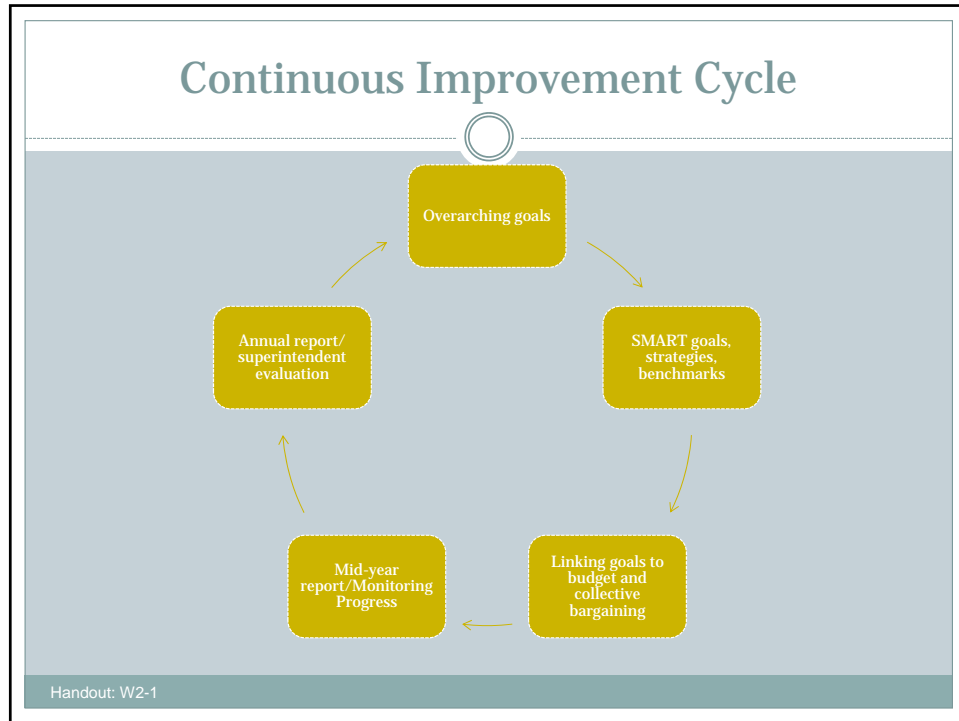 Continuous Improvement Cycle
Overarching goals
SMART goals,
strategies,
benchmarks
Linking goals to
budget and
collective
bargaining
Mid-year
report/Monitoring
Progress
Annual report/
superintendent
evaluation
Handout: W2-1